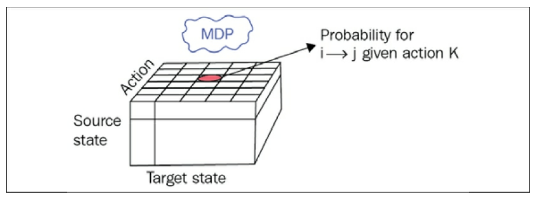 MDP
Probability for
i→j given action K
Action
Source
state
Target state